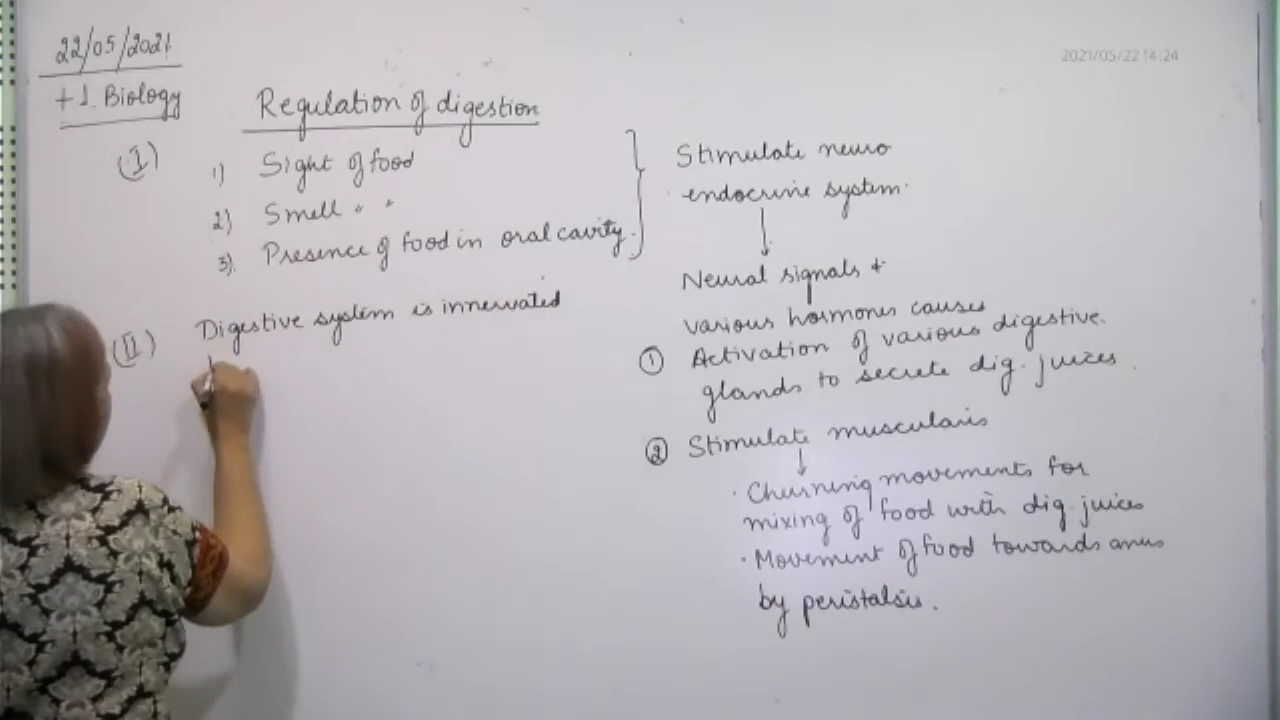 22/05/2021
+1. Biology
2021/05/22 14:24
Regulation of digestion
(I)
1) Sight of food
2) Smell " "
3) Presence of food in oral cavity.
Stimulate neuro
endocrine system.
Neural signals +
various hormones causes
① Activation of various digestive
glands to secrete dig. juices.
② Stimulate muscularis
. Churning movements for
mixing of food with dig. juices
. Movement of food towards anus
by peristalsis.
(II) Digestive system is innervated